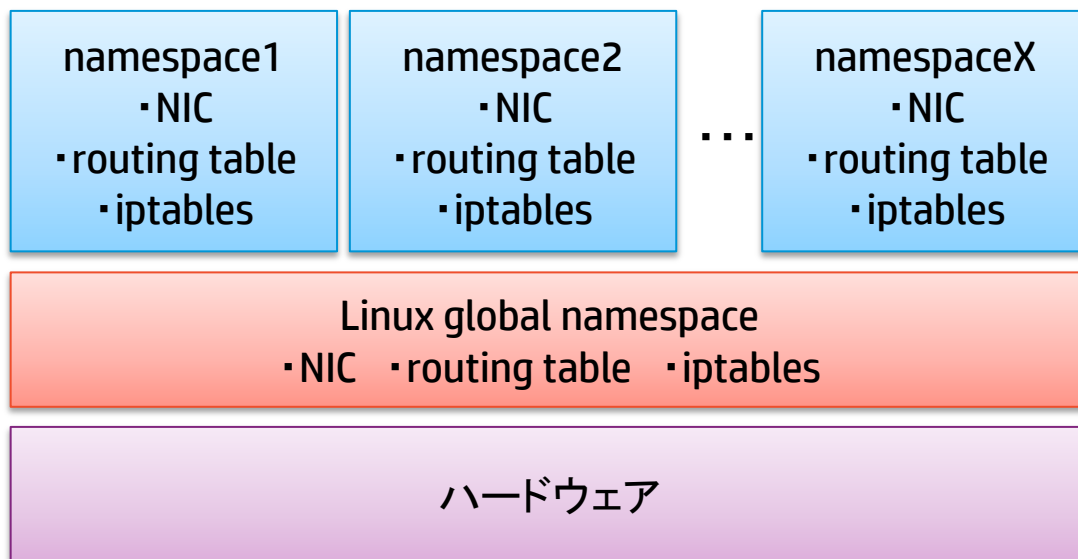 namespace1
・NIC
・routing table
・iptables
namespace2
・NIC
・routing table
・iptables
・・・
namespaceX
・NIC
・routing table
・iptables
Linux global namespace
・NIC ・routing table ・iptables
ハードウェア